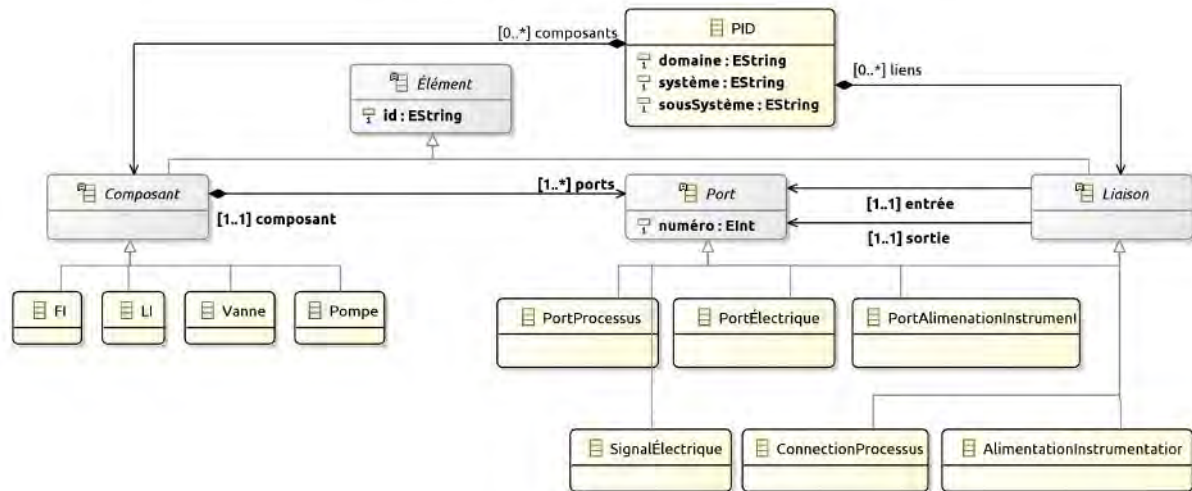 [0..*] composants
PID
domaine : EString
système : EString
sousSystème : EString
[0..*] liens
Élément
id : EString
Composant
[1..*] ports
[1..1] composant
Port
numéro : EInt
[1..1] entrée
[1..1] sortie
Liaison
FI
LI
Vanne
Pompe
PortProcessus
PortÉlectrique
PortAlimenationInstrument
SignalÉlectrique
ConnectionProcessus
AlimentationInstrumentation